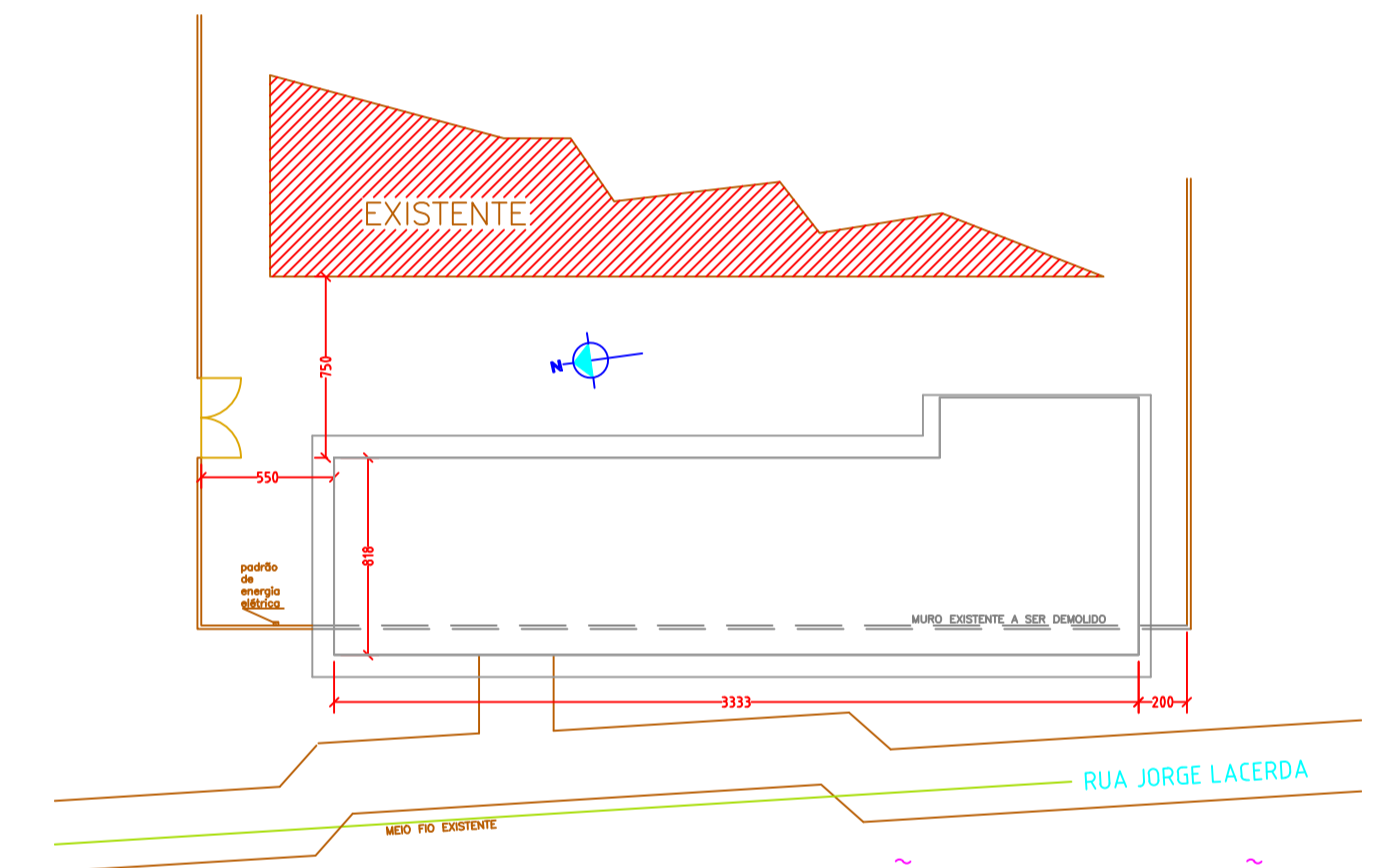 EXISTENTE
750
N
550
818
padrão
de
energia
elétrica
MURO EXISTENTE A SER DEMOLIDO
3333
200
RUA JORGE LACERDA
MEIO FIO EXISTENTE